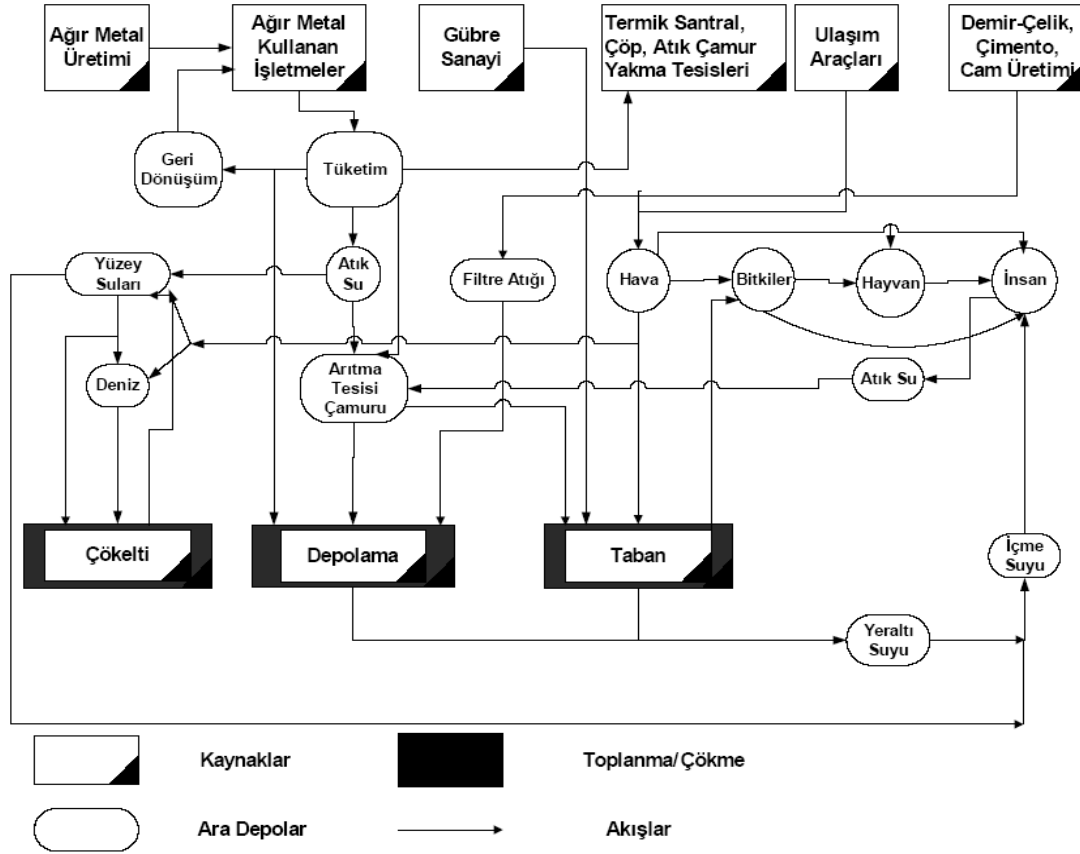 Ağır Metal
Üretimi
Ağır Metal
Kullanan
İşletmeler
Gübre
Sanayi
Termik Santral,
Çöp, Atık Çamur
Yakma Tesisleri
Ulaşım
Araçları
Demir-Çelik,
Çimento,
Cam Üretimi
Geri
Dönüşüm
Tüketim
Yüzey
Suları
Atık
Su
Filtre Atığı
Hava
Bitkiler
Hayvan
İnsan
Deniz
Arıtma
Tesisi
Çamuru
Atık Su
Çökelti
Depolama
Taban
İçme
Suyu
Yeraltı
Suyu
Kaynaklar
Toplanma/Çökme
Ara Depolar
Akışlar